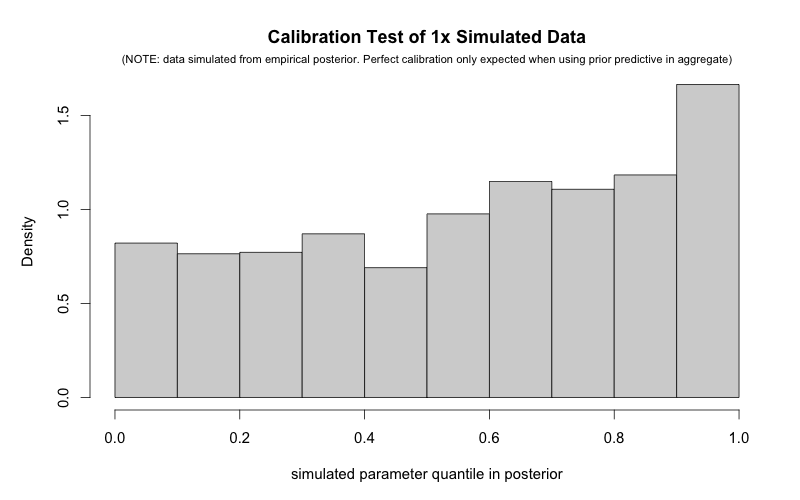 Calibration Test of 1x Simulated Data
(NOTE: data simulated from empirical posterior. Perfect calibration only expected when using prior predictive in aggregate)
Density
1.5
1.0
0.5
0.0
0.0 0.2 0.4 0.6 0.8 1.0
simulated parameter quantile in posterior